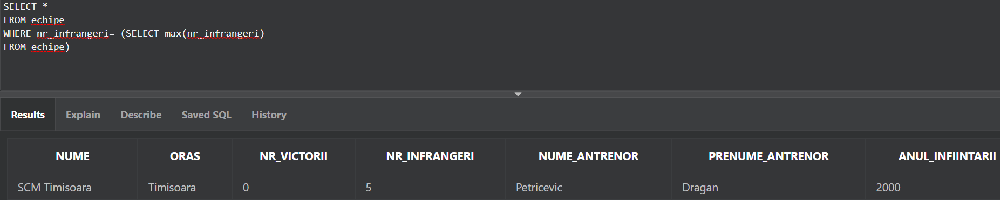 SELECT *
FROM echipe
WHERE nr_infrangeri= (SELECT max(nr_infrangeri)
FROM echipe)
Results Explain Describe Saved SQL History
NUME ORAS NR_VICTORII NR_INFRANGERI NUME_ANTRENOR PRENUME_ANTRENOR ANUL_INFIINTARII
SCM Timisoara Timisoara 0 5 Petricevic Dragan 2000